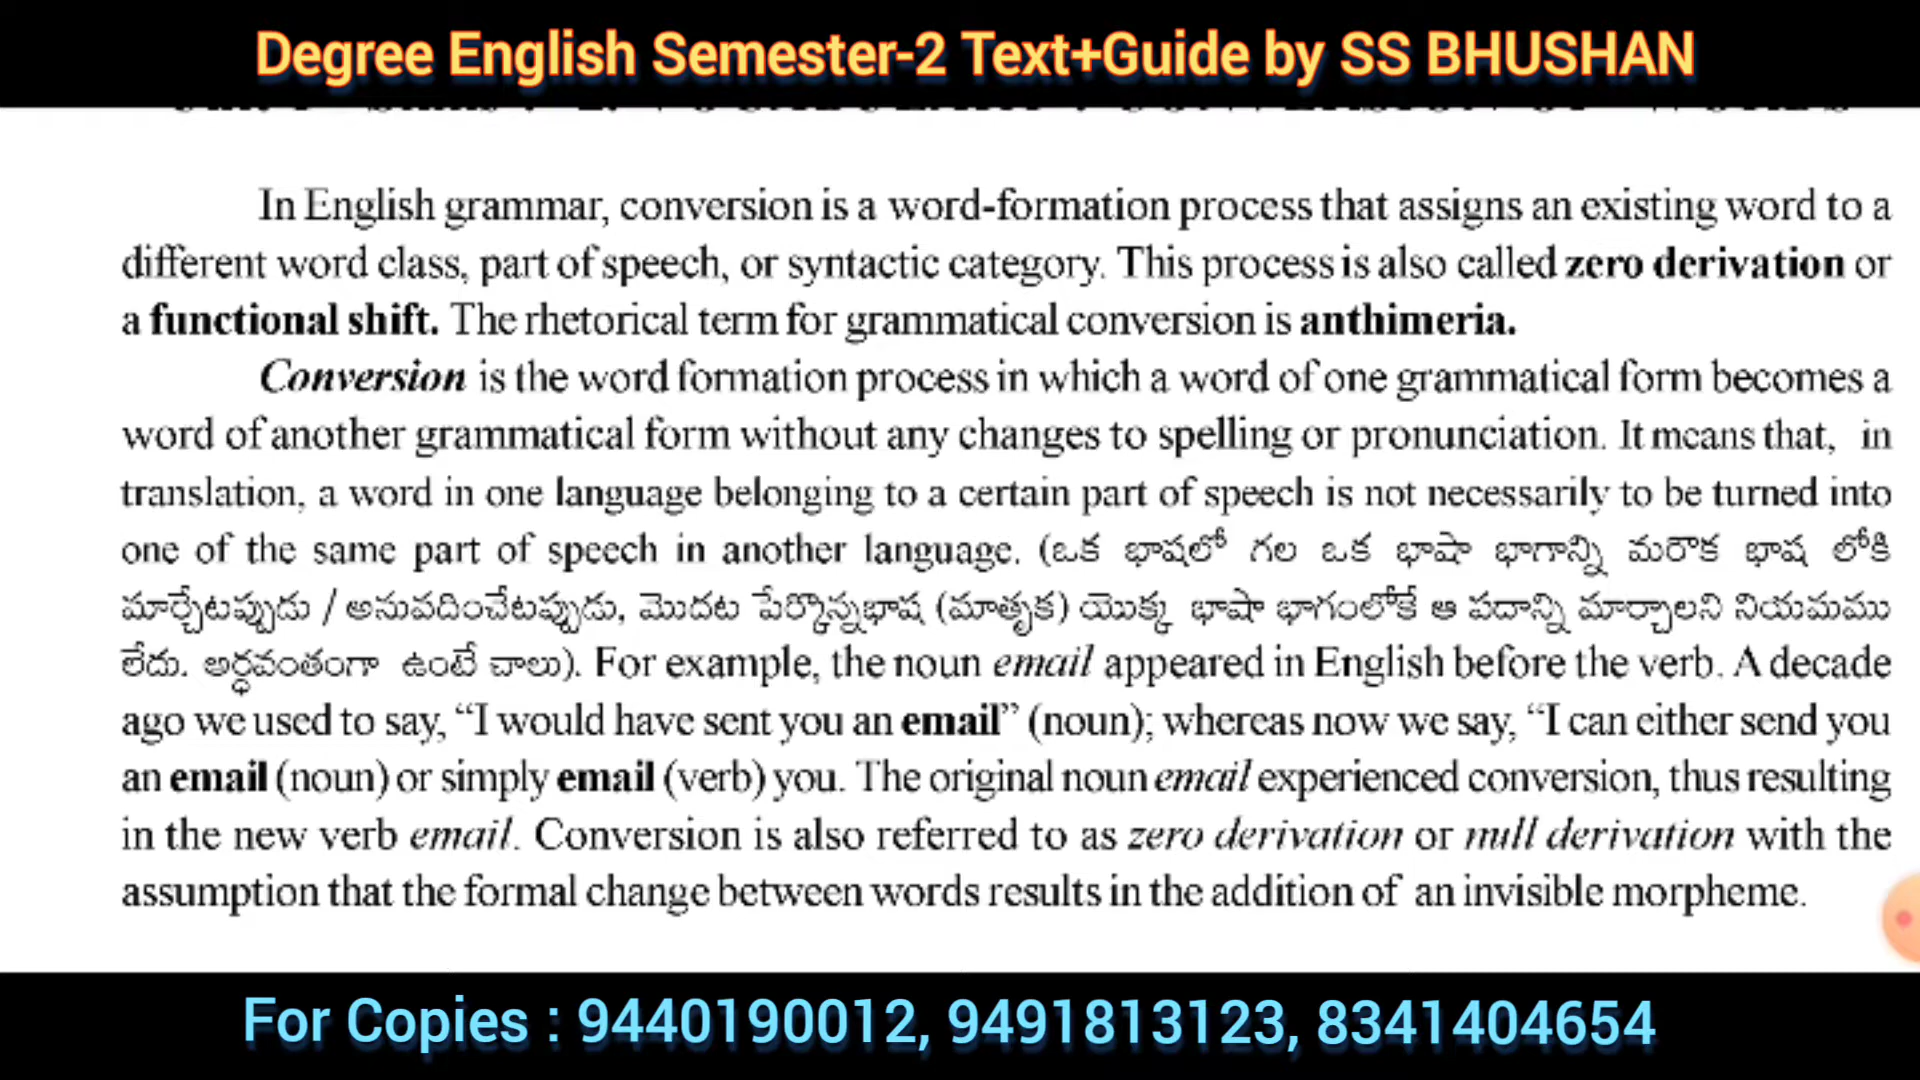 Degree English Semester-2 Text+Guide by SS BHUSHAN
In English grammar, conversion is a word-formation process that assigns an existing word to a
different word class, part of speech, or syntactic category. This process is also called zero derivation or
a functional shift. The rhetorical term for grammatical conversion is anthimeria.
Conversion is the word formation process in which a word of one grammatical form becomes a
word of another grammatical form without any changes to spelling or pronunciation. It means that, in
translation, a word in one language belonging to a certain part of speech is not necessarily to be turned into
one of the same part of speech in another language. (ఒక భాషలో గల ఒక భాషా భాగాన్ని మరొక భాష లోకి
మార్చేటప్పుడు / అనువదించేటప్పుడు, మొదట పేర్కొన్నభాష (మాతృక) యొక్క భాషా భాగంలోకే ఆ పదాన్ని మార్చాలని నియమము
లేదు. అర్ధవంతంగా ఉంటే చాలు). For example, the noun email appeared in English before the verb. A decade
ago we used to say, “I would have sent you an email” (noun); whereas now we say, “I can either send you
an email (noun) or simply email (verb) you. The original noun email experienced conversion, thus resulting
in the new verb email. Conversion is also referred to as zero derivation or null derivation with the
assumption that the formal change between words results in the addition of an invisible morpheme.
For Copies : 9440190012, 9491813123, 8341404654